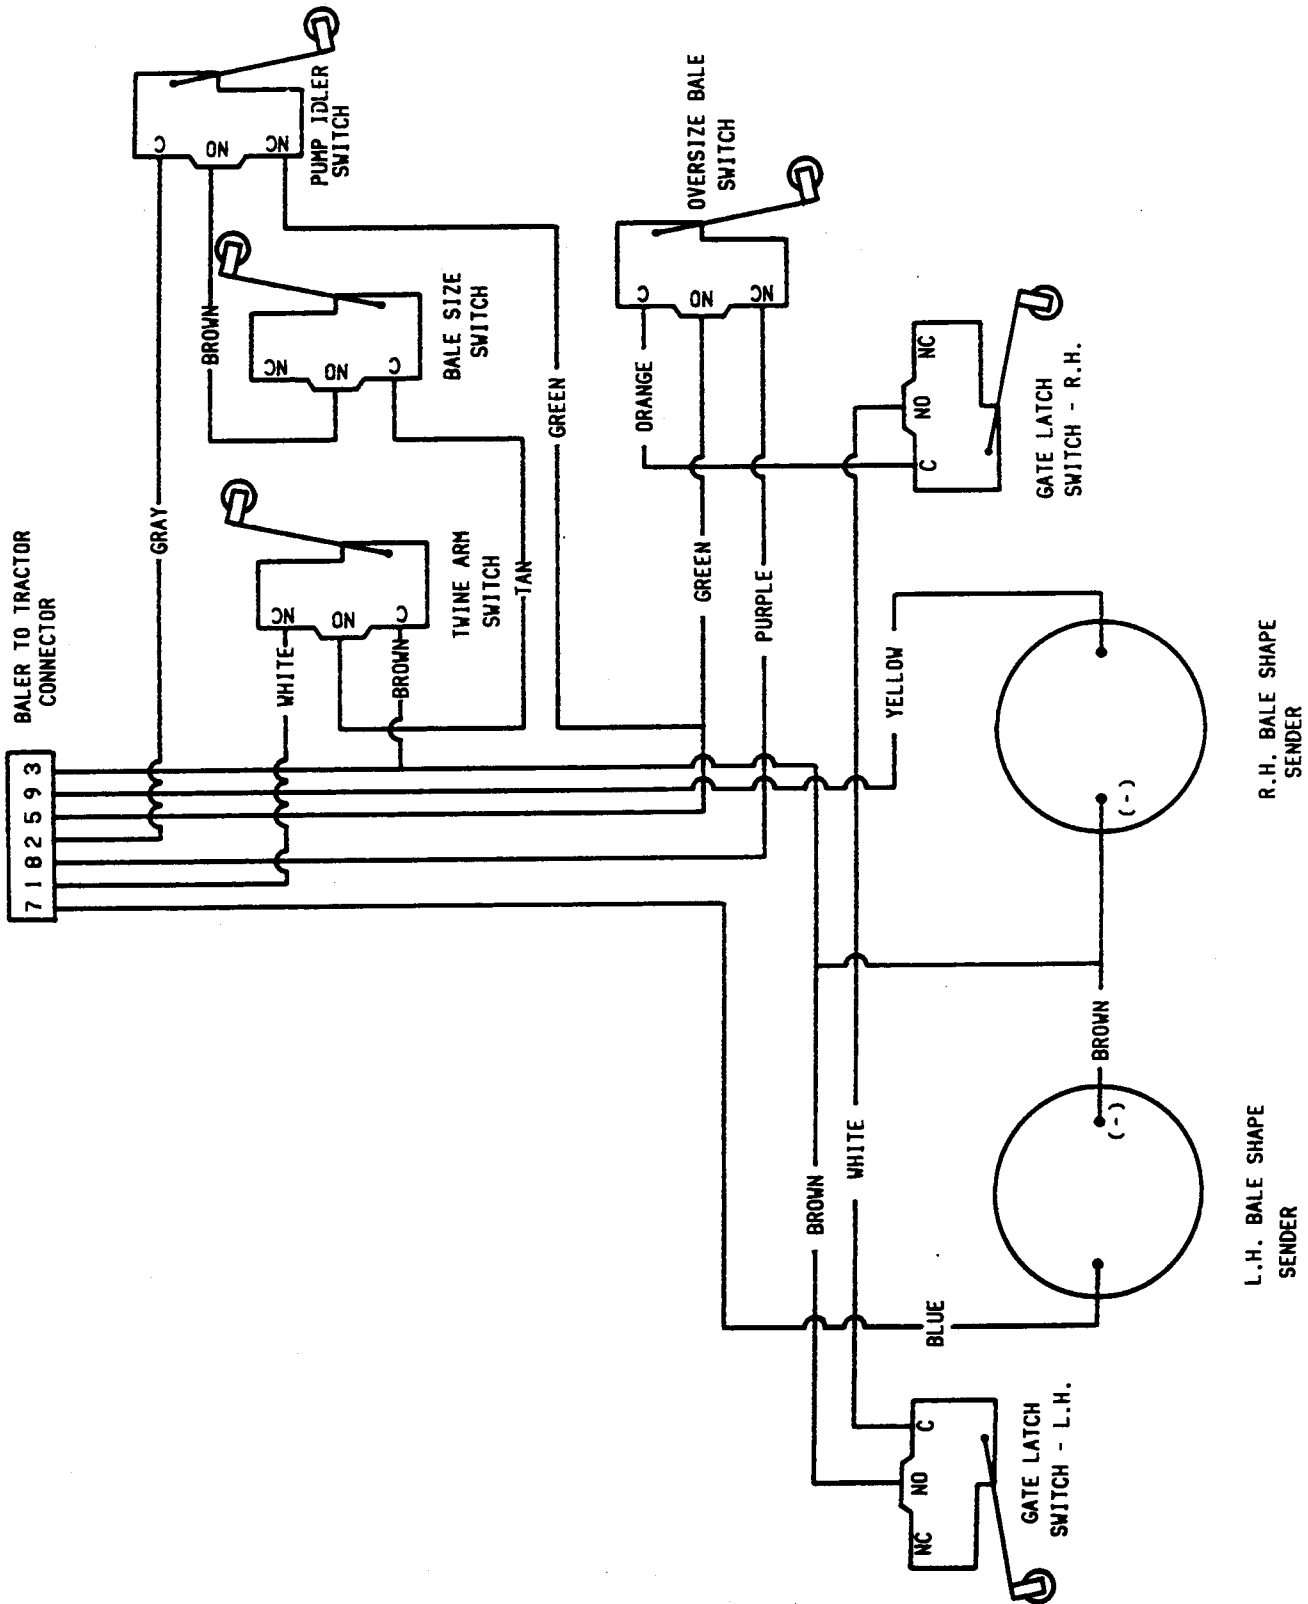 BALER TO TRACTOR
CONNECTOR
7 1 8 2 5 9 3
GRAY
C
NO
NC
PUMP IDLER
SWITCH
BROWN
NC
NO
C
BALE SIZE
SWITCH
WHITE
NC
NO
C
BROWN
TWINE ARM
SWITCH
TAN
GREEN
C
NO
NC
OVERSIZE BALE
SWITCH
ORANGE
GREEN
PURPLE
C
NO
NC
GATE LATCH
SWITCH - R.H.
YELLOW
(-)
R.H. BALE SHAPE
SENDER
BROWN
(-)
L.H. BALE SHAPE
SENDER
BROWN
WHITE
BLUE
NC
NO
C
GATE LATCH
SWITCH - L.H.